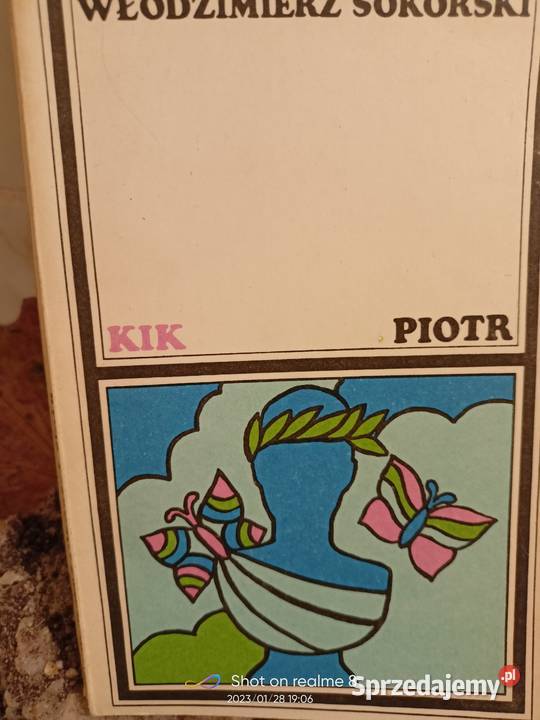 WŁODZIMIERZ SOKORSKI
KIK
PIOTR
Shot on realme 8
2023/01/28 19:06
Sprzedajemy.pl